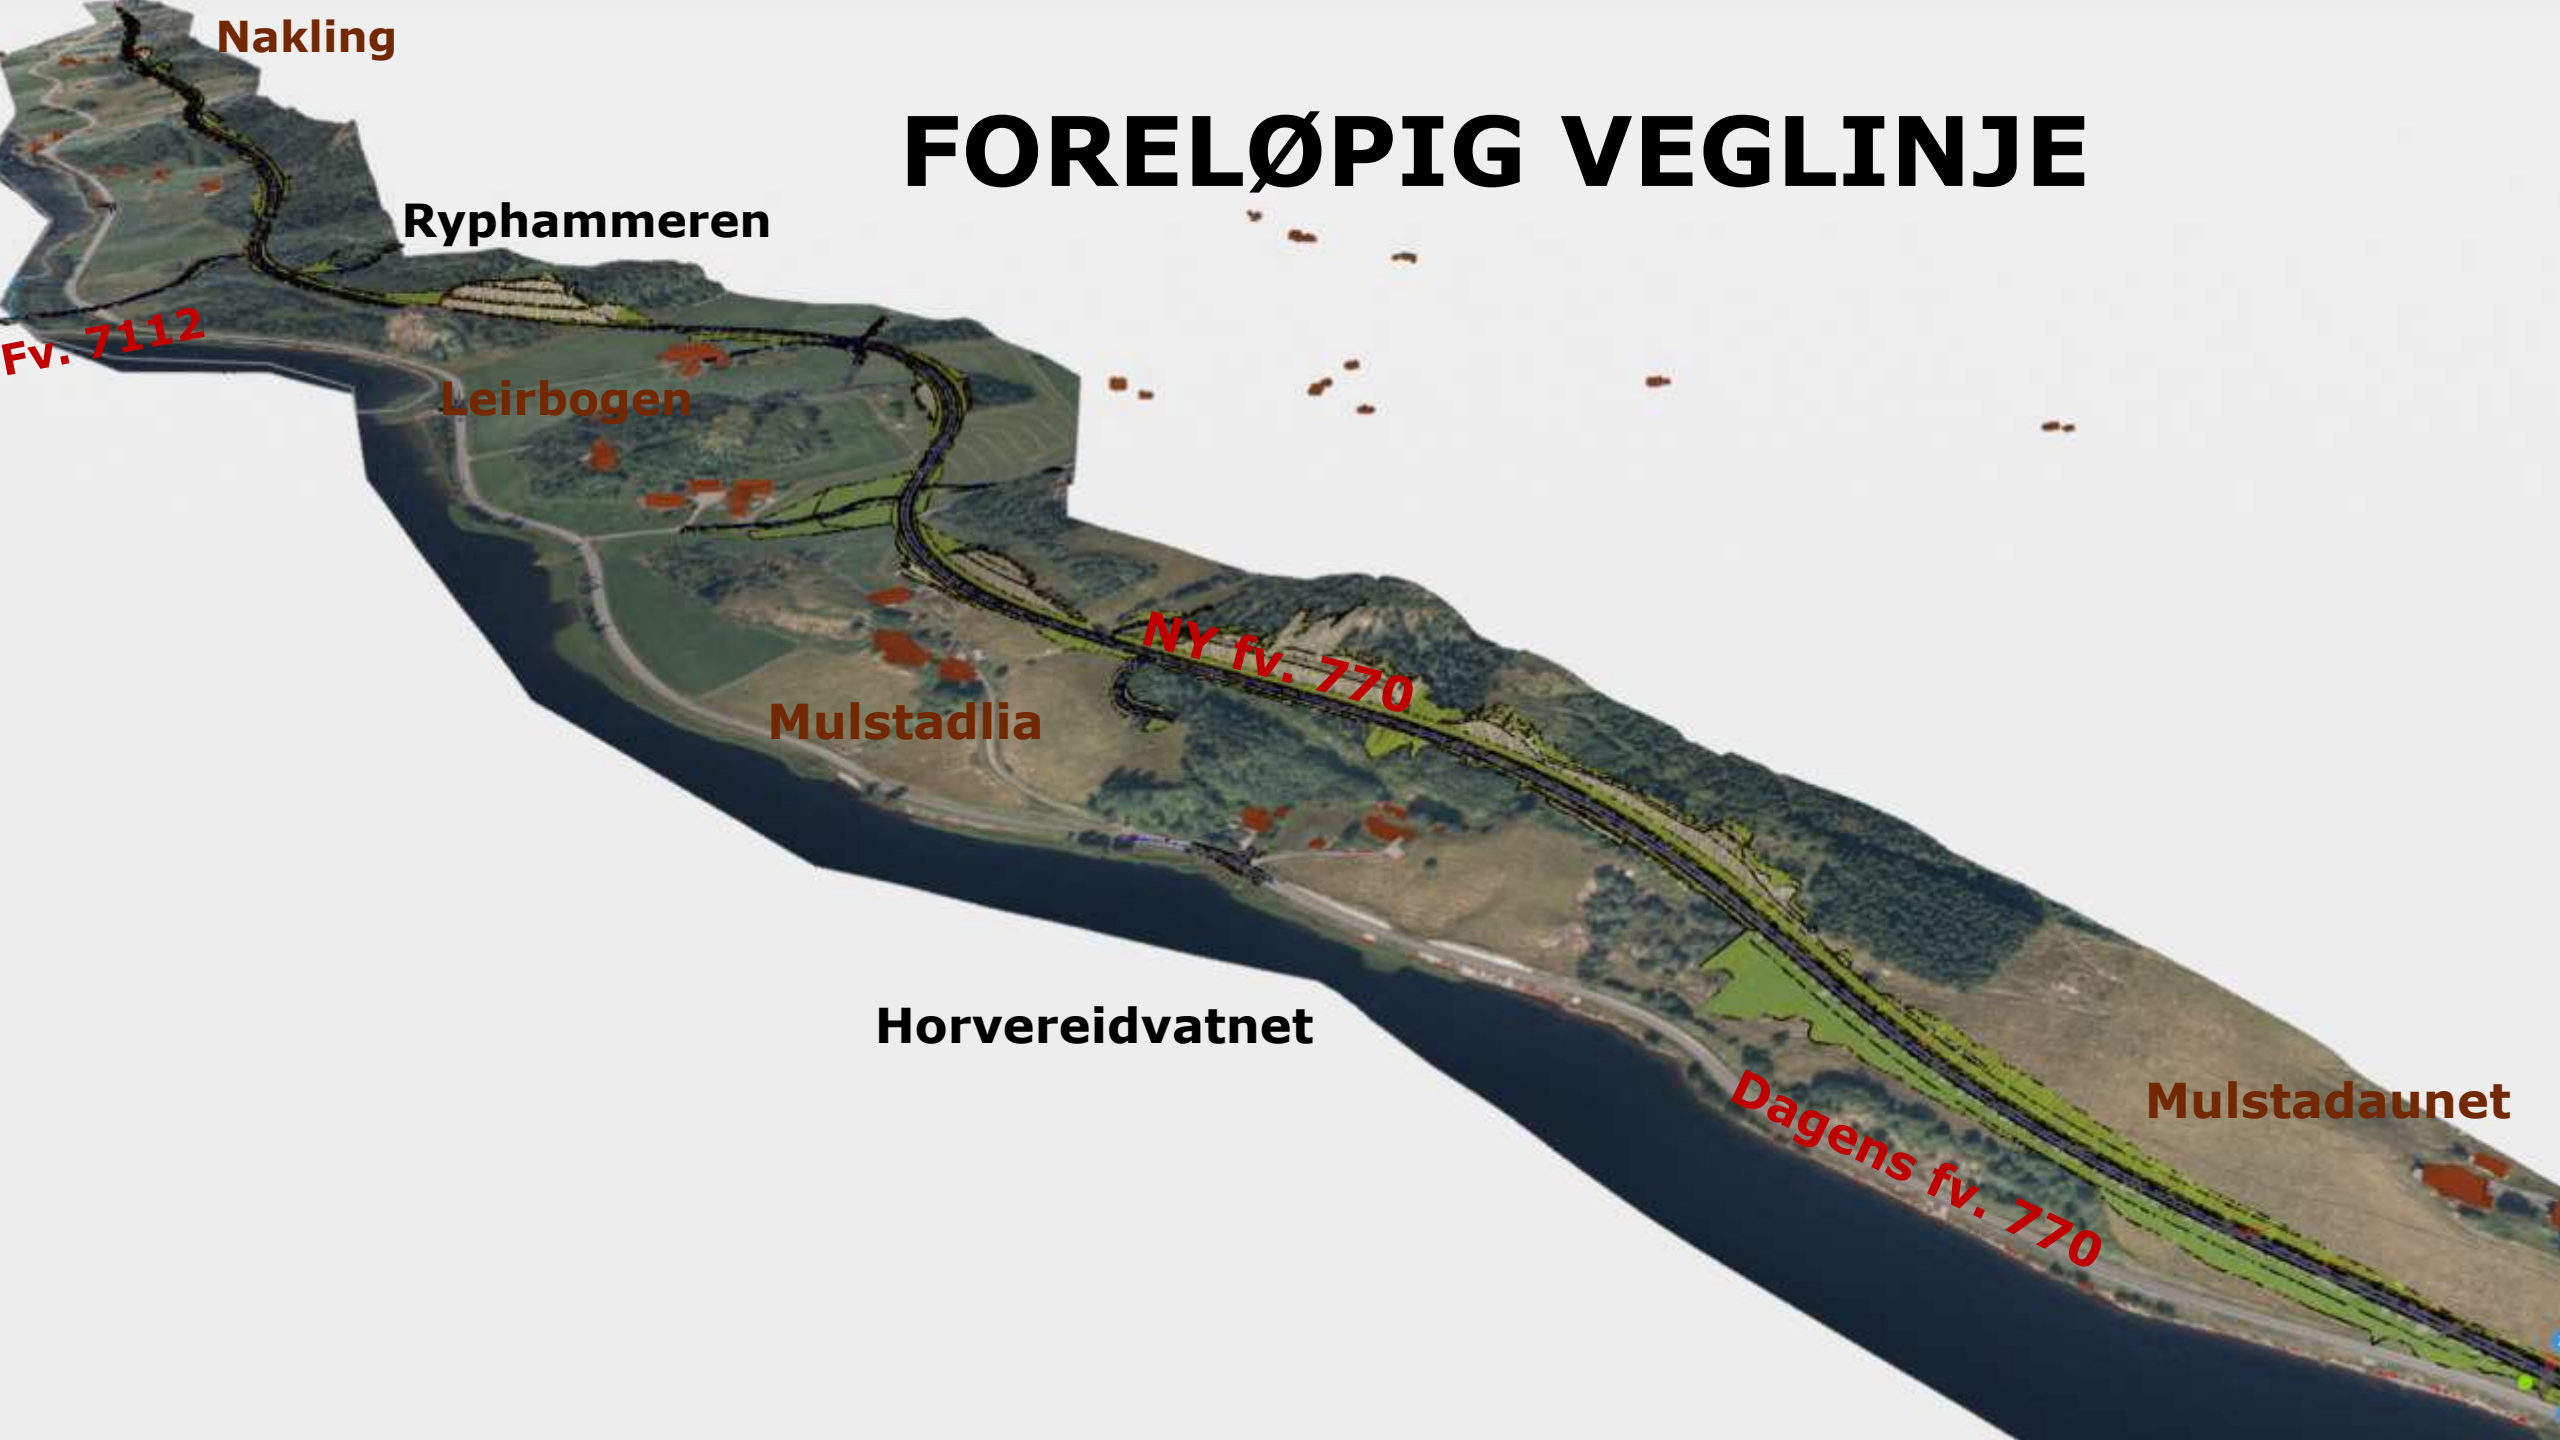 Nakling
FORELØPIG VEGLINJE
Ryphammeren
Fv. 7112
Leirbogen
NY fv. 770
Mulstadlia
Horvereidvatnet
Mulstadaunet
Dagens fv. 770